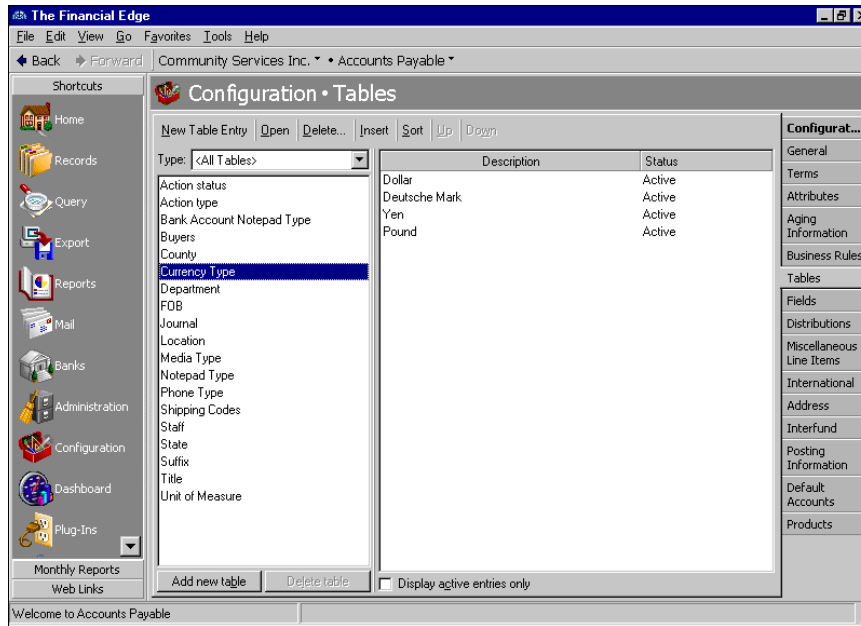 The Financial Edge
File Edit View Go Favorites Tools Help
Back Forward Community Services Inc. • Accounts Payable
Shortcuts
Home
Records
Query
Export
Reports
Mail
Banks
Administration
Configuration
Dashboard
Plug-Ins
Monthly Reports
Web Links
Configuration • Tables
New Table Entry Open Delete... Insert Sort Up Down
Type: <All Tables>
Action status
Action type
Bank Account Notepad Type
Buyers
County
Currency Type
Department
FOB
Journal
Location
Media Type
Notepad Type
Phone Type
Shipping Codes
Staff
State
Suffix
Title
Unit of Measure
Add new table Delete table
Description Status
Dollar Active
Deutsche Mark Active
Yen Active
Pound Active
Display active entries only
Configurat...
General
Terms
Attributes
Aging
Information
Business Rules
Tables
Fields
Distributions
Miscellaneous
Line Items
International
Address
Interfund
Posting
Information
Default
Accounts
Products
Welcome to Accounts Payable